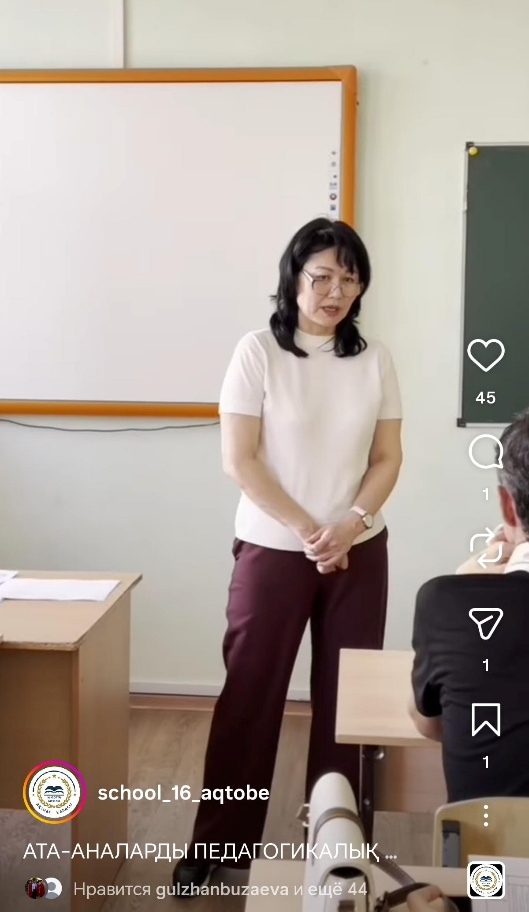 45
1
1
1
school_16_aqtobe
АТА-АНАЛАРДЫ ПЕДАГОГИКАЛЫҚ ...
Нравится gulzhanbuzaeva и ещё 44